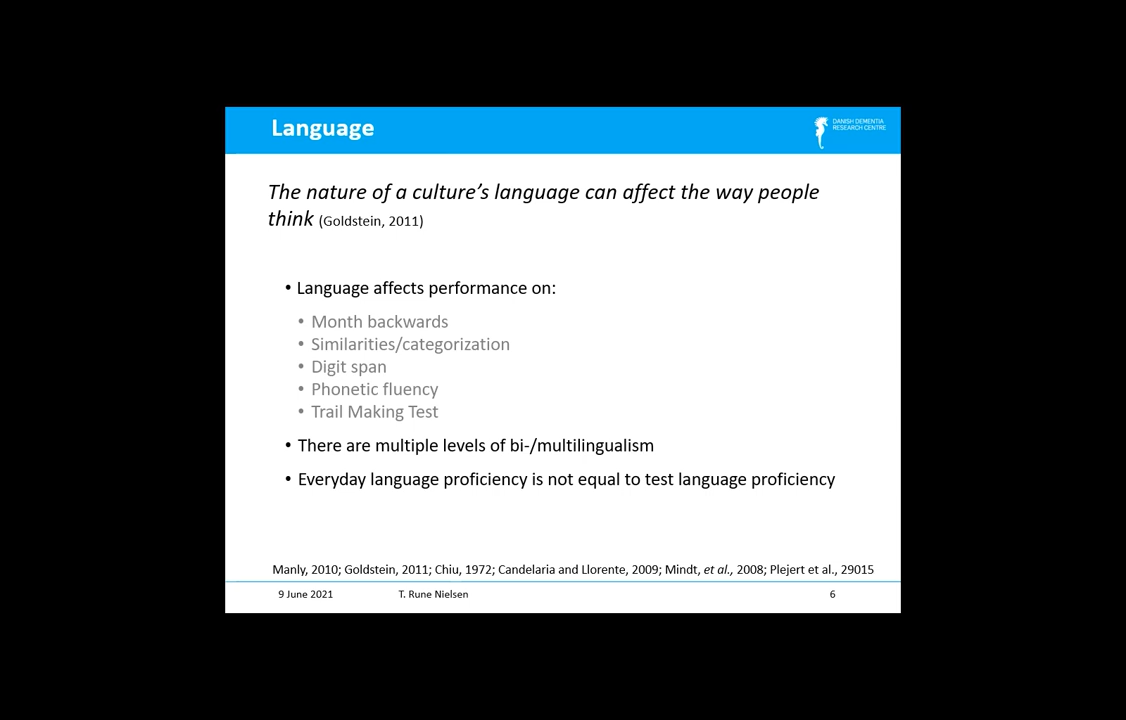 Language
DANISH DEMENTIA
RESEARCH CENTRE
The nature of a culture's language can affect the way people
think (Goldstein, 2011)
• Language affects performance on:
• Month backwards
• Similarities/categorization
• Digit span
• Phonetic fluency
• Trail Making Test
• There are multiple levels of bi-/multilingualism
• Everyday language proficiency is not equal to test language proficiency
Manly, 2010; Goldstein, 2011; Chiu, 1972; Candelaria and Llorente, 2009; Mindt, et al., 2008; Plejert et al., 29015
9 June 2021 T. Rune Nielsen 6